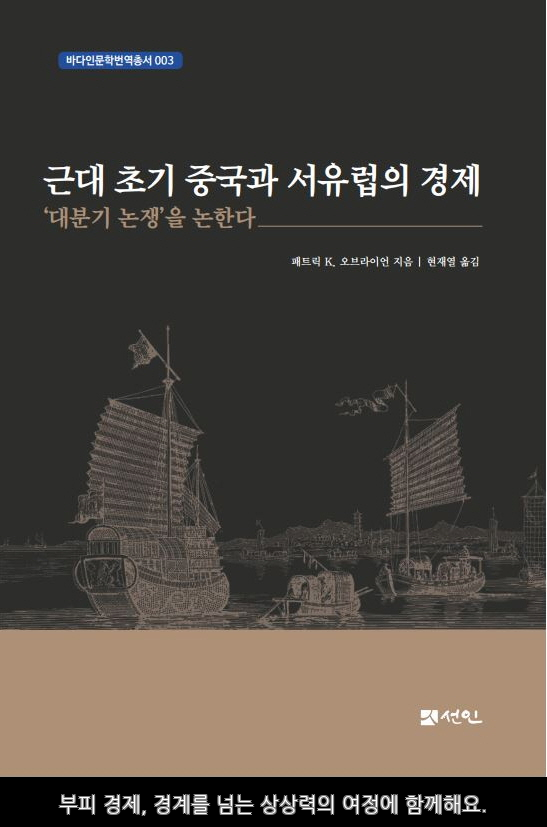 바다인문학번역총서 003
근대 초기 중국과 서유럽의 경제
‘대분기 논쟁’을 논한다
패트릭 K. 오브라이언 지음 | 현재열 옮김
선인
부피 경제, 경계를 넘는 상상력의 여정에 함께해요.